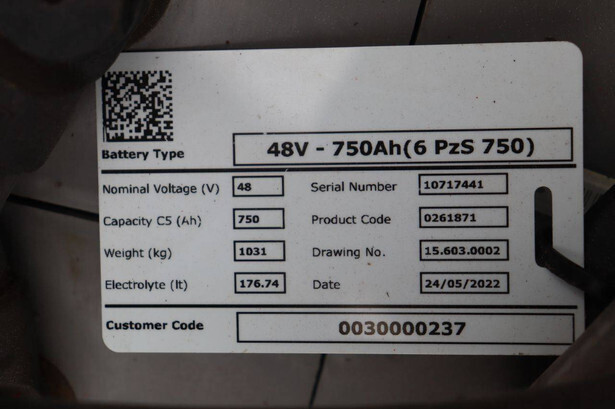 Battery Type 48V - 750Ah(6 PzS 750)
Nominal Voltage (V) 48 Serial Number 10717441
Capacity C5 (Ah) 750 Product Code 0261871
Weight (kg) 1031 Drawing No. 15.603.0002
Electrolyte (lt) 176.74 Date 24/05/2022
Customer Code 0030000237